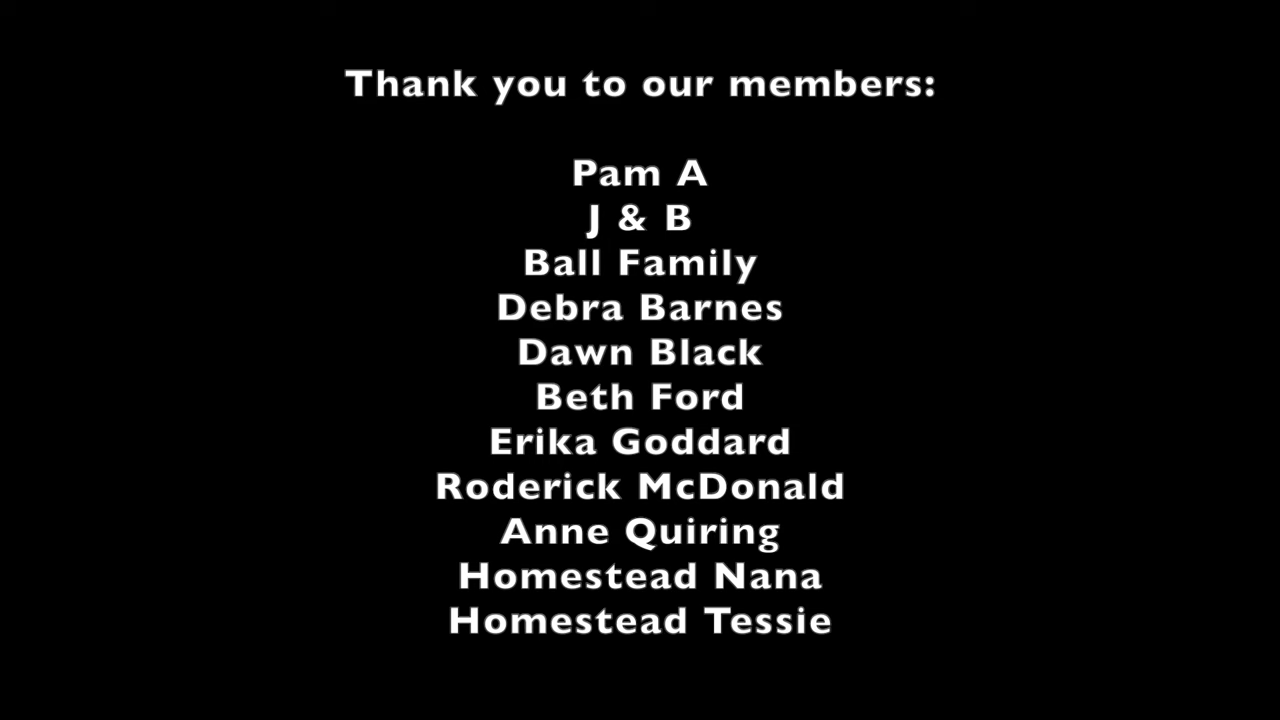 Thank you to our members:
Pam A
J & B
Ball Family
Debra Barnes
Dawn Black
Beth Ford
Erika Goddard
Roderick McDonald
Anne Quiring
Homestead Nana
Homestead Tessie